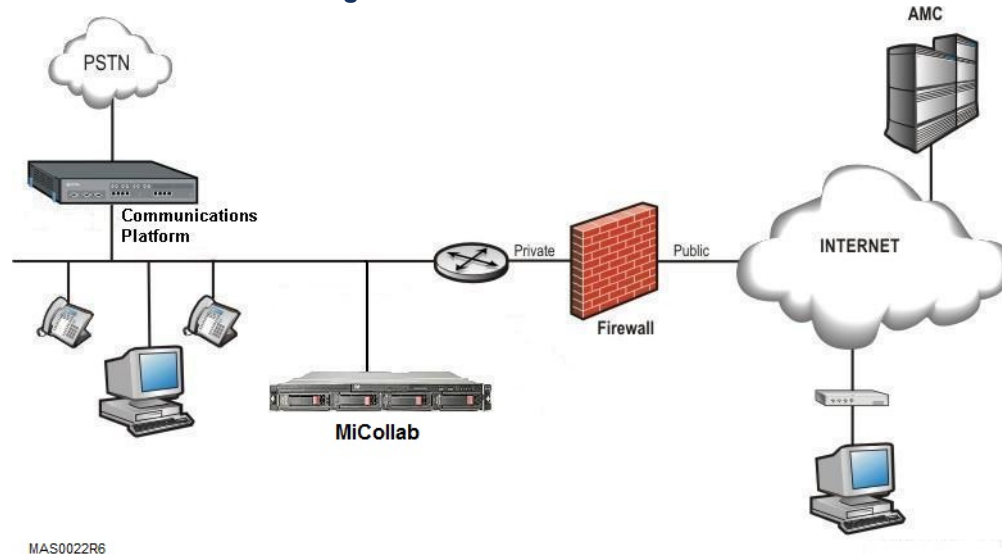 AMC
PSTN
Communications
Platform
Private
Public
INTERNET
Firewall
MiCollab
MAS0022R6